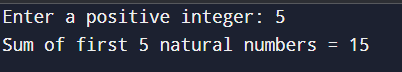 Enter a positive integer: 5
Sum of first 5 natural numbers = 15